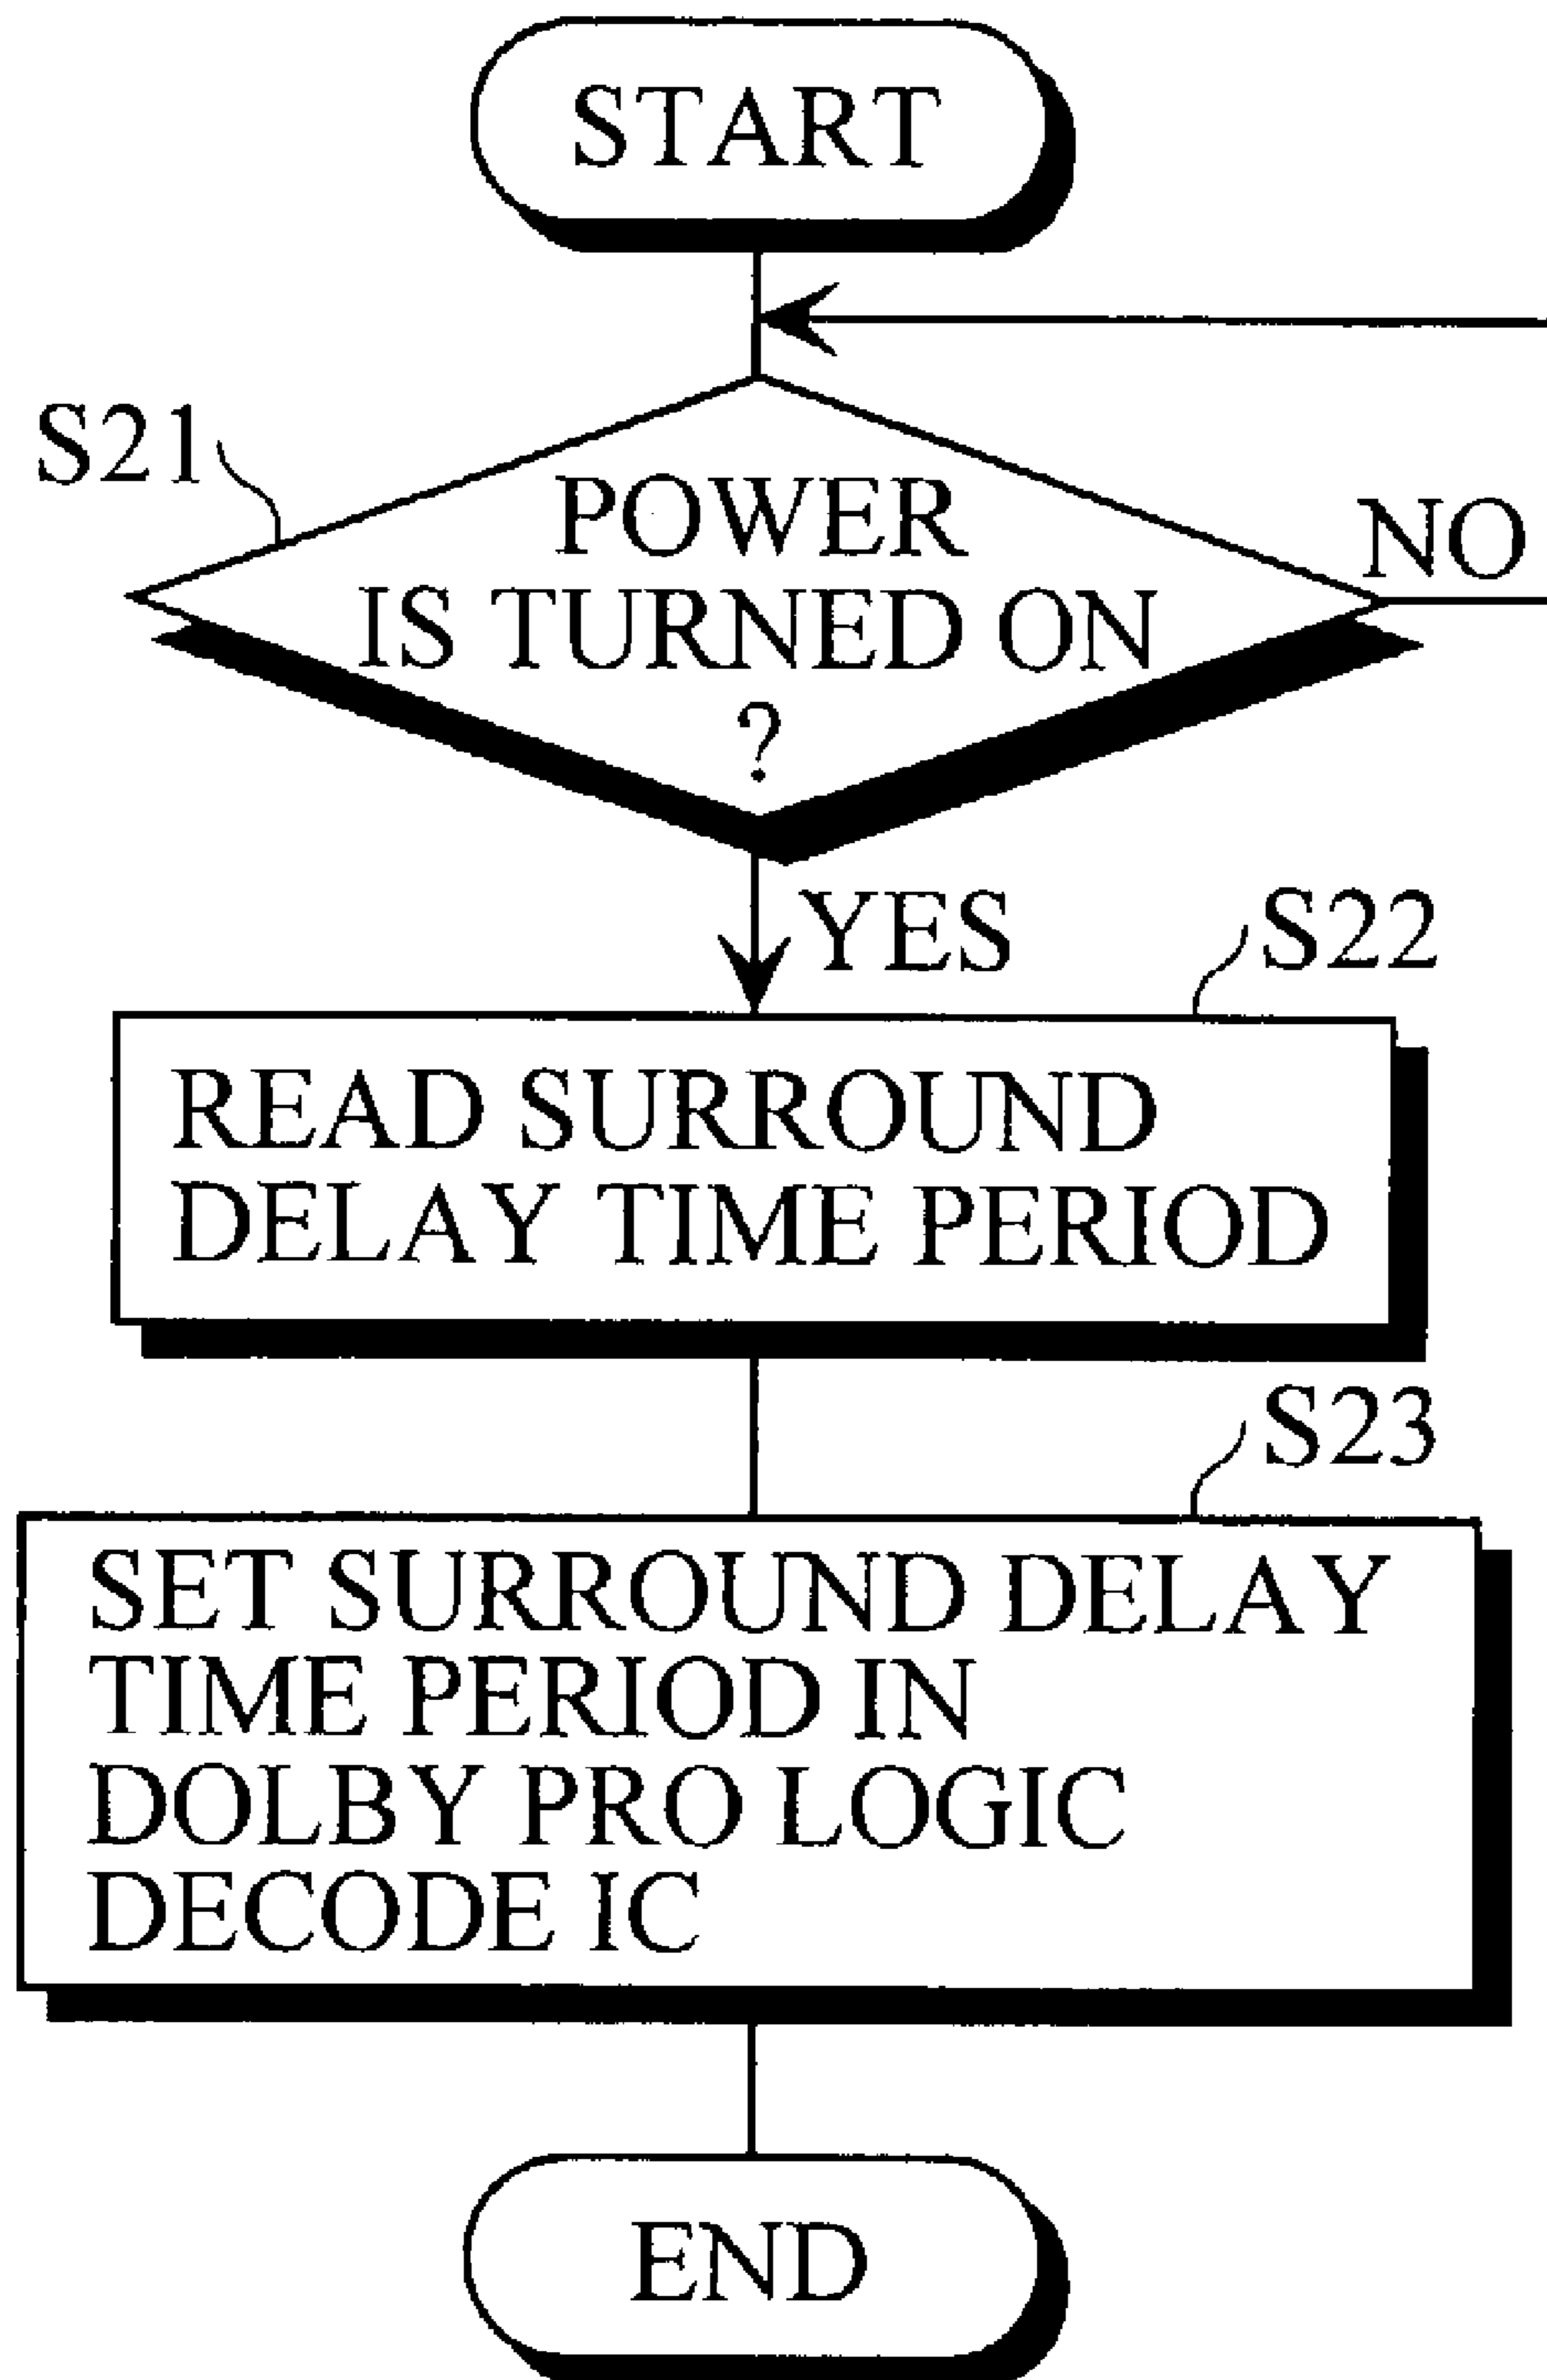 START
S21
POWER
IS TURNED ON
?
NO
YES
S22
READ SURROUND
DELAY TIME PERIOD
S23
SET SURROUND DELAY
TIME PERIOD IN
DOLBY PRO LOGIC
DECODE IC
END